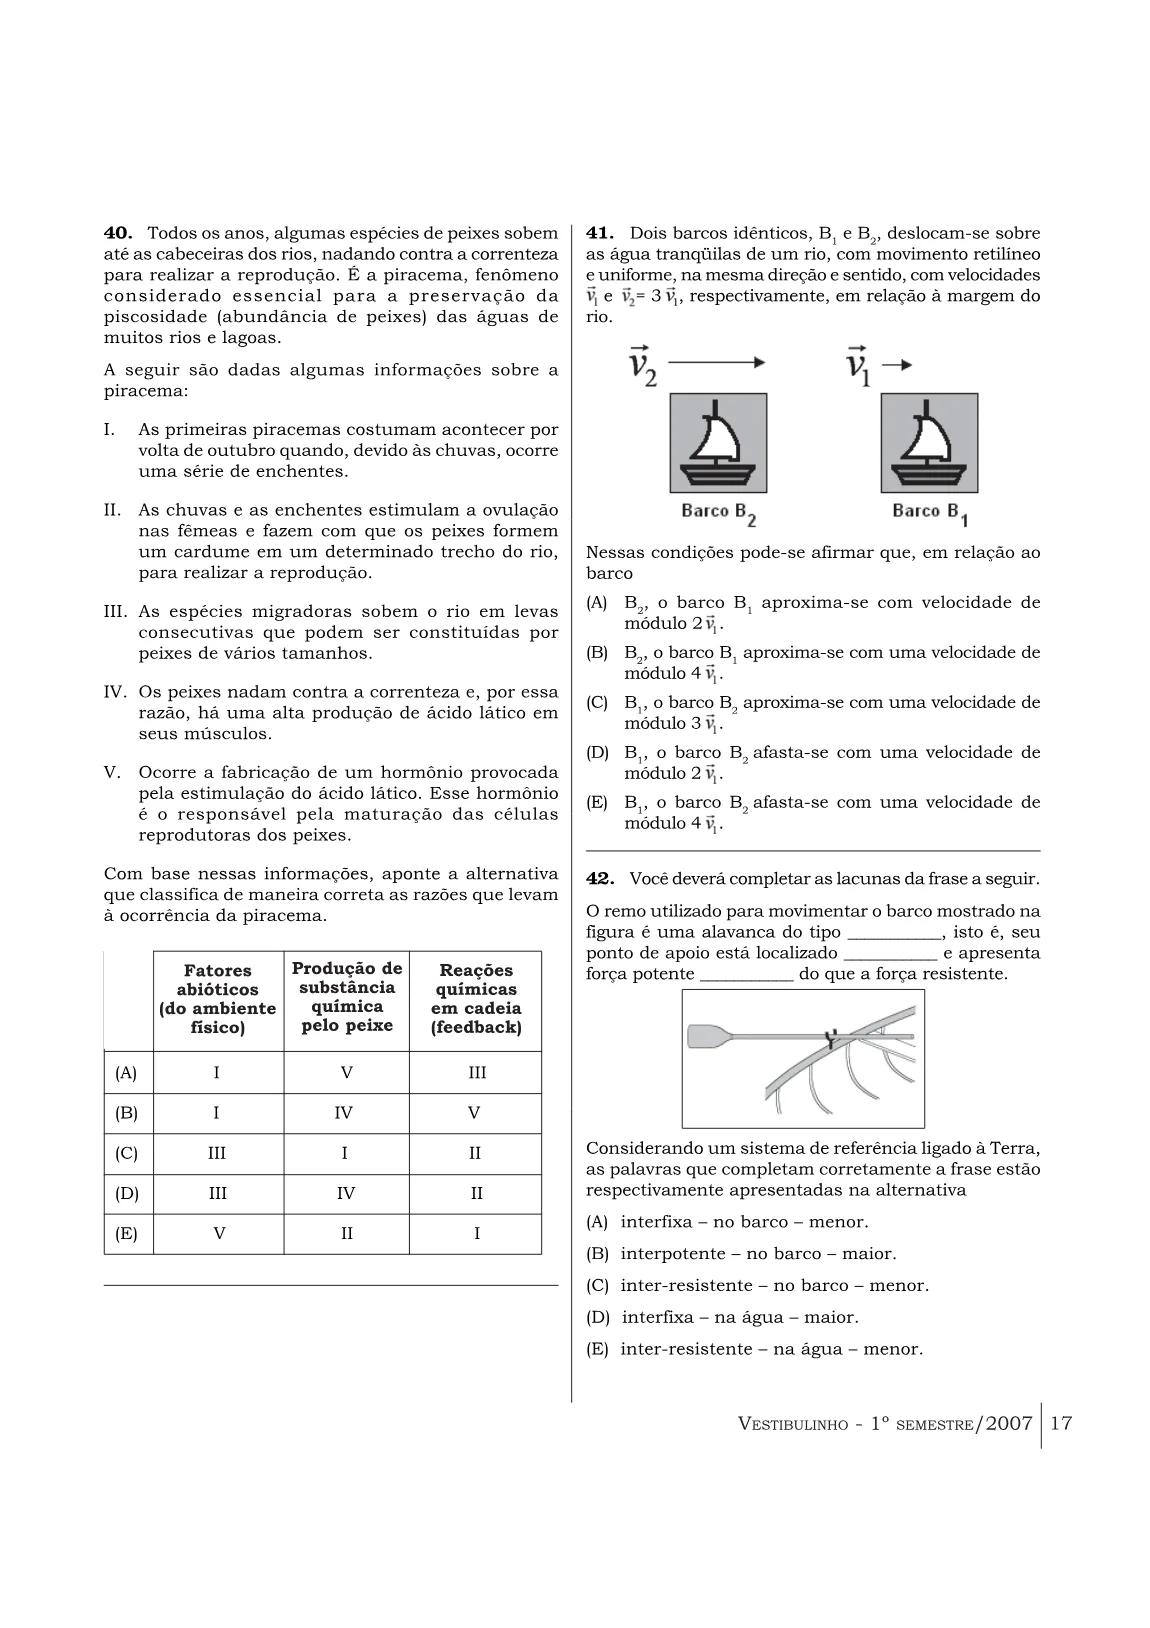 40. Todos os anos, algumas espécies de peixes sobem
até as cabeceiras dos rios, nadando contra a correnteza
para realizar a reprodução. É a piracema, fenômeno
considerado essencial para a preservação da
piscosidade (abundância de peixes) das águas de
muitos rios e lagoas.
A seguir são dadas algumas informações sobre a
piracema:
I. As primeiras piracemas costumam acontecer por
volta de outubro quando, devido às chuvas, ocorre
uma série de enchentes.
II. As chuvas e as enchentes estimulam a ovulação
nas fêmeas e fazem com que os peixes formem
um cardume em um determinado trecho do rio,
para realizar a reprodução.
III. As espécies migradoras sobem o rio em levas
consecutivas que podem ser constituídas por
peixes de vários tamanhos.
IV. Os peixes nadam contra a correnteza e, por essa
razão, há uma alta produção de ácido lático em
seus músculos.
V. Ocorre a fabricação de um hormônio provocada
pela estimulação do ácido lático. Esse hormônio
é o responsável pela maturação das células
reprodutoras dos peixes.
Com base nessas informações, aponte a alternativa
que classifica de maneira correta as razões que levam
à ocorrência da piracema.
Fatores
abióticos
(do ambiente
físico)
Produção de
substância
química
pelo peixe
Reações
químicas
em cadeia
(feedback)
(A) I V III
(B) I IV V
(C) III I II
(D) III IV II
(E) V II I
41. Dois barcos idênticos, B1 e B2, deslocam-se sobre
as água tranqüilas de um rio, com movimento retilíneo
e uniforme, na mesma direção e sentido, com velocidades
v⃗1 e v⃗2= 3 v⃗1, respectivamente, em relação à margem do
rio.
v⃗2 v⃗1
Barco B2 Barco B1
Nessas condições pode-se afirmar que, em relação ao
barco
(A) B2, o barco B1 aproxima-se com velocidade de
módulo 2 v⃗1.
(B) B2, o barco B1 aproxima-se com uma velocidade de
módulo 4 v⃗1.
(C) B1, o barco B2 aproxima-se com uma velocidade de
módulo 3 v⃗1.
(D) B1, o barco B2 afasta-se com uma velocidade de
módulo 2 v⃗1.
(E) B1, o barco B2 afasta-se com uma velocidade de
módulo 4 v⃗1.
42. Você deverá completar as lacunas da frase a seguir.
O remo utilizado para movimentar o barco mostrado na
figura é uma alavanca do tipo ___________, isto é, seu
ponto de apoio está localizado ___________ e apresenta
força potente ___________ do que a força resistente.
Considerando um sistema de referência ligado à Terra,
as palavras que completam corretamente a frase estão
respectivamente apresentadas na alternativa
(A) interfixa – no barco – menor.
(B) interpotente – no barco – maior.
(C) inter-resistente – no barco – menor.
(D) interfixa – na água – maior.
(E) inter-resistente – na água – menor.
VESTIBULINHO - 1º SEMESTRE/2007 17